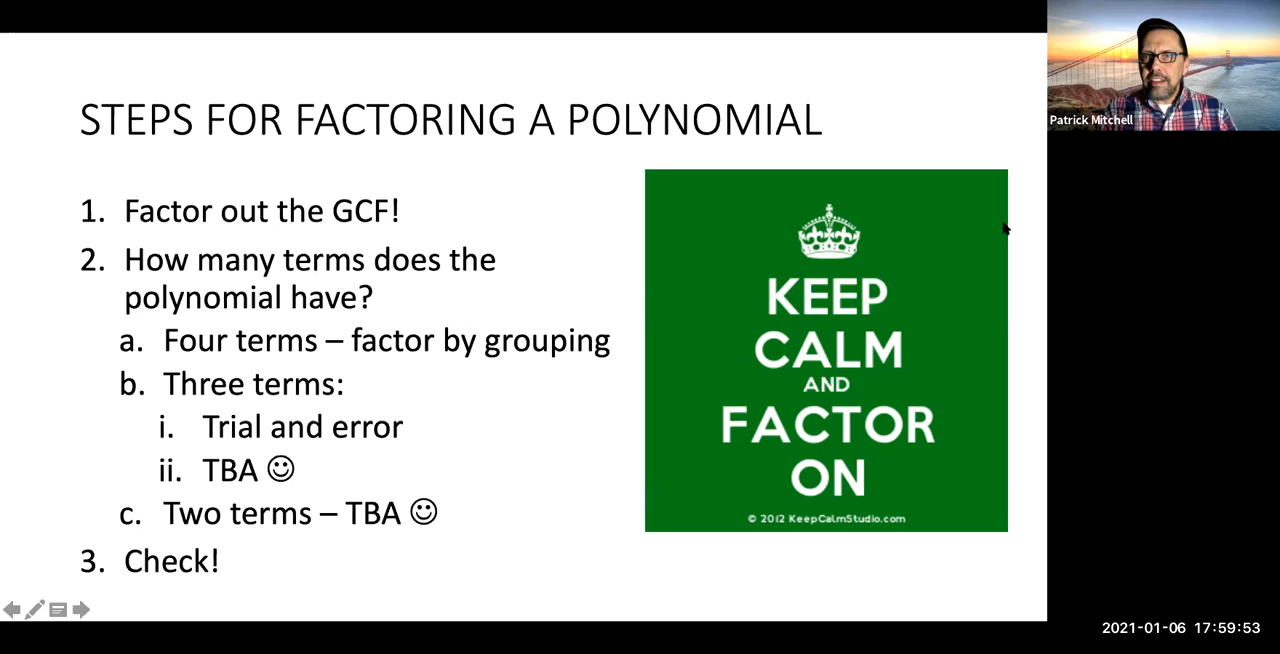 STEPS FOR FACTORING A POLYNOMIAL
1. Factor out the GCF!
2. How many terms does the
polynomial have?
a. Four terms – factor by grouping
b. Three terms:
i. Trial and error
ii. TBA ☺
c. Two terms – TBA ☺
3. Check!
KEEP
CALM
AND
FACTOR
ON
© 2012 KeepCalmStudio.com
Patrick Mitchell
2021-01-06 17:59:53